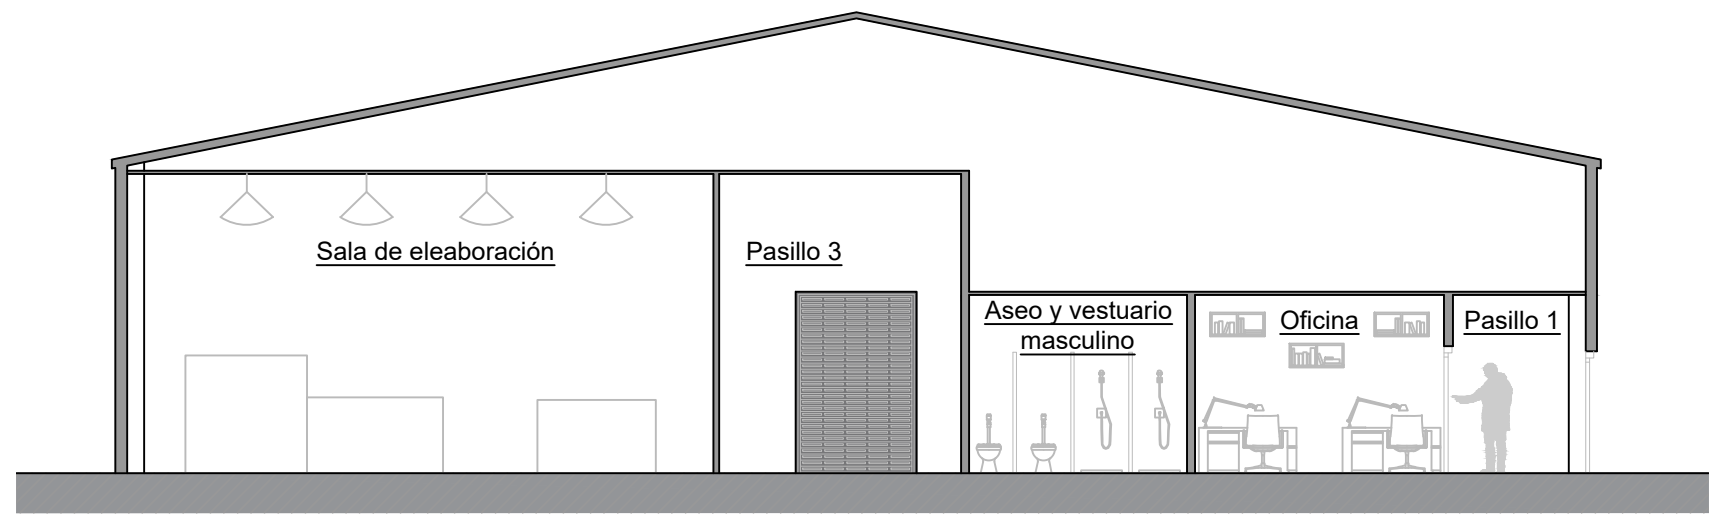 Sala de eleaboración
Pasillo 3
Aseo y vestuario
masculino
Oficina
Pasillo 1